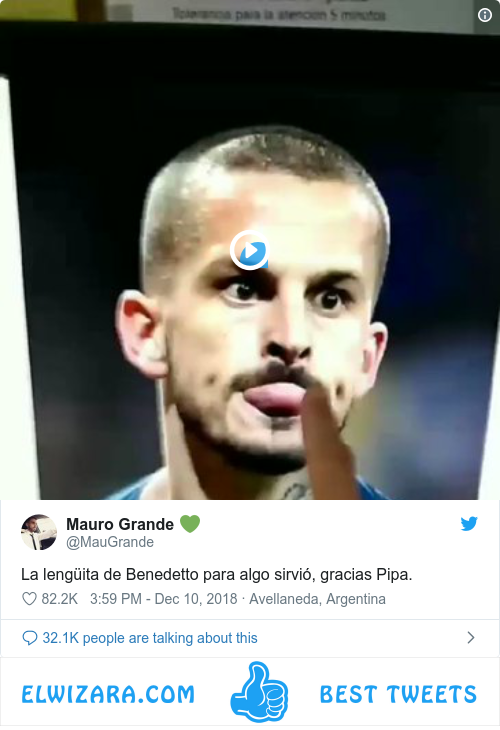 Tolerancia para la atención 5 minutos
Mauro Grande
@MauGrande
La lengüita de Benedetto para algo sirvió, gracias Pipa.
82.2K 3:59 PM - Dec 10, 2018 · Avellaneda, Argentina
32.1K people are talking about this
ELWIZARA.COM BEST TWEETS